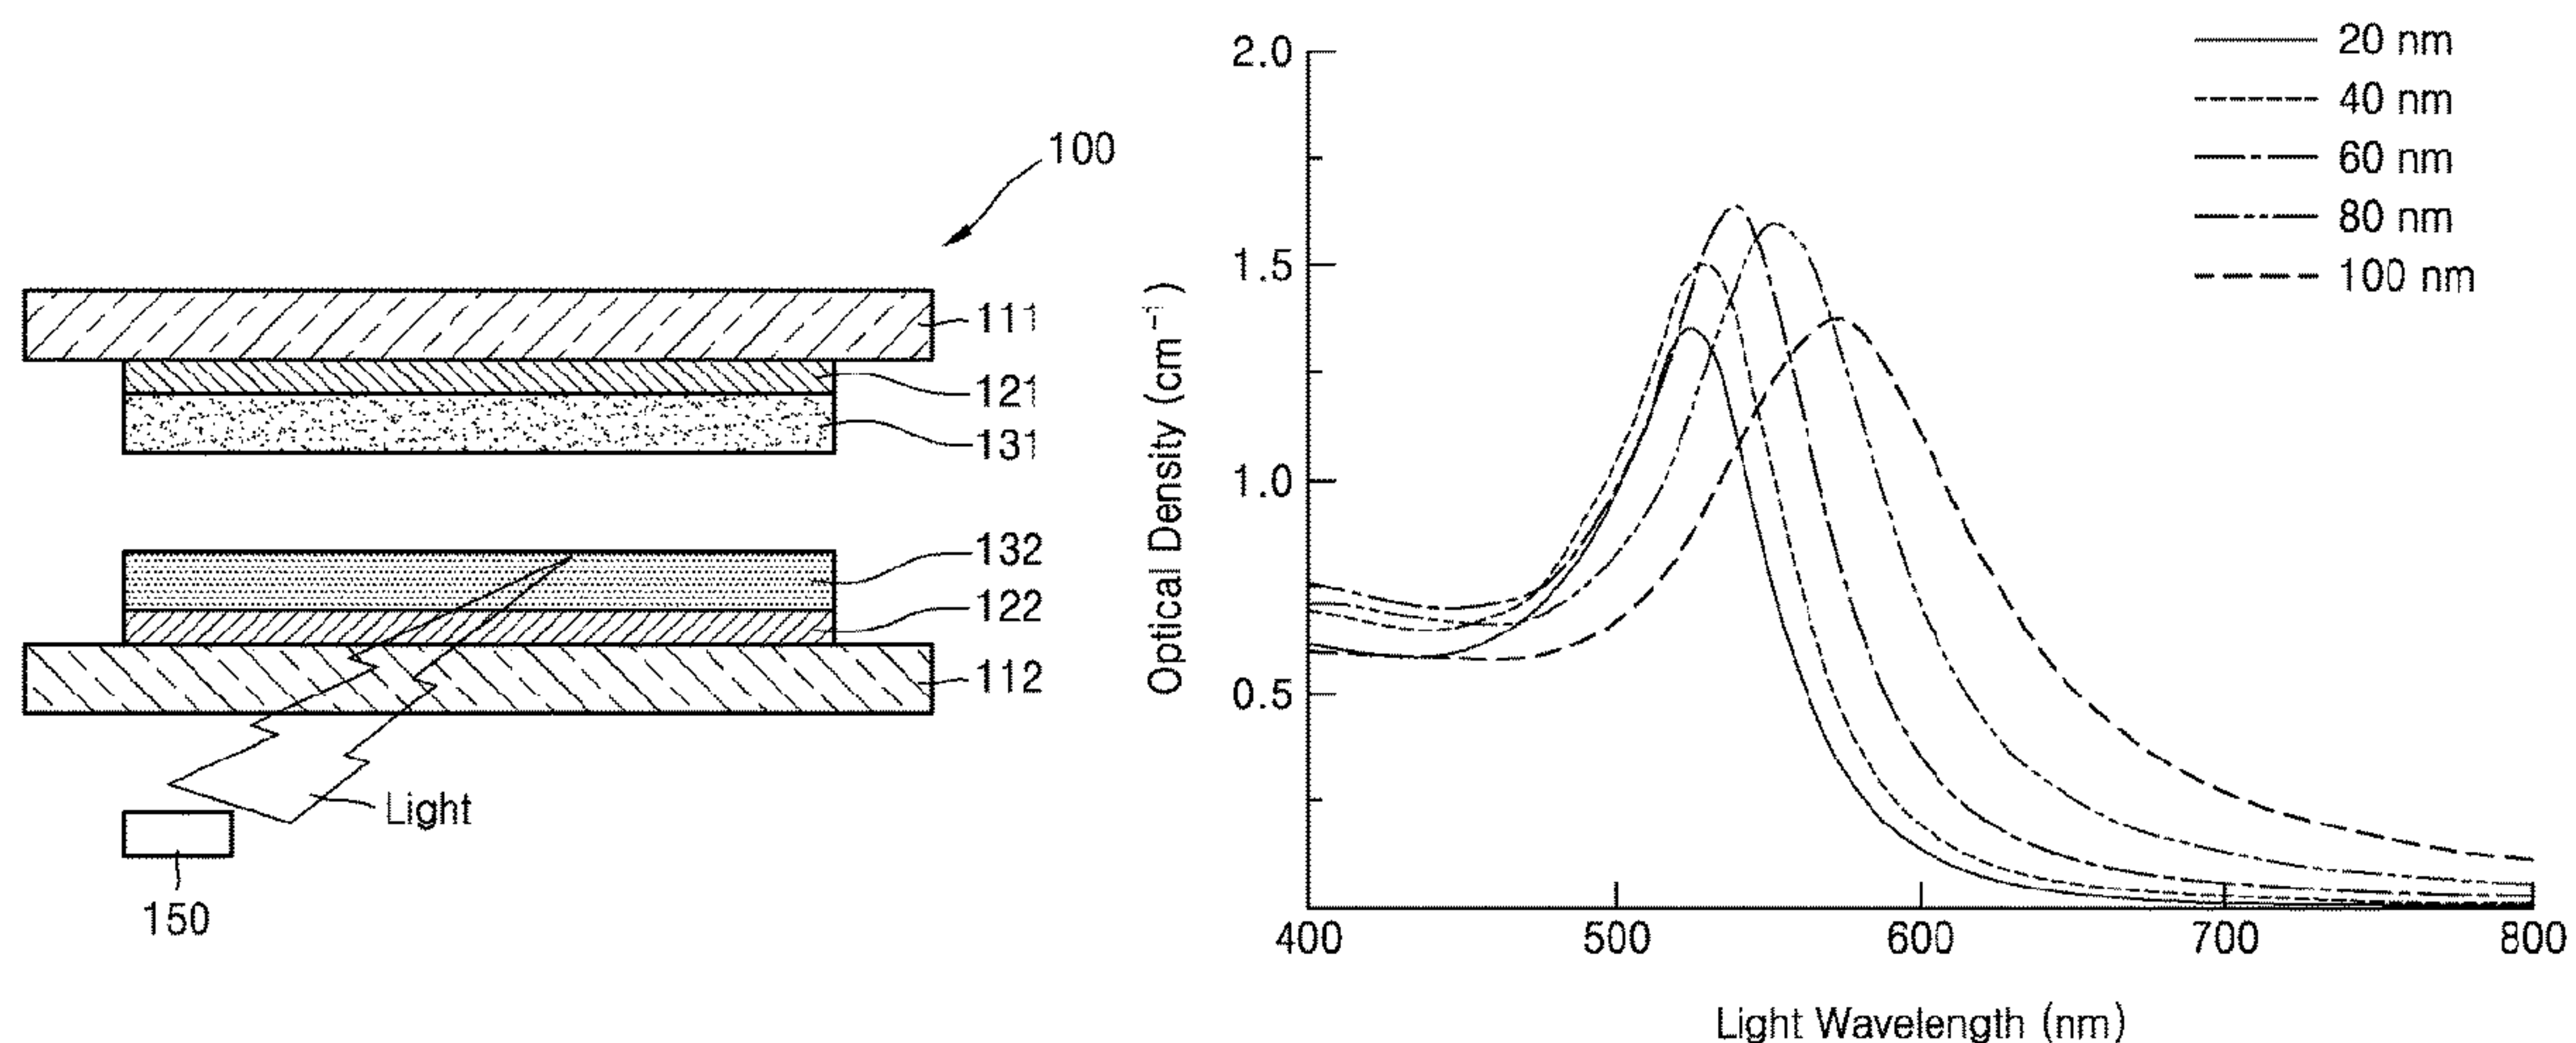 100
111
121
131
132
122
112
Light
150
2.0
1.5
1.0
0.5
Optical Density (cm⁻¹)
400 500 600 700 800
Light Wavelength (nm)
20 nm
40 nm
60 nm
80 nm
100 nm